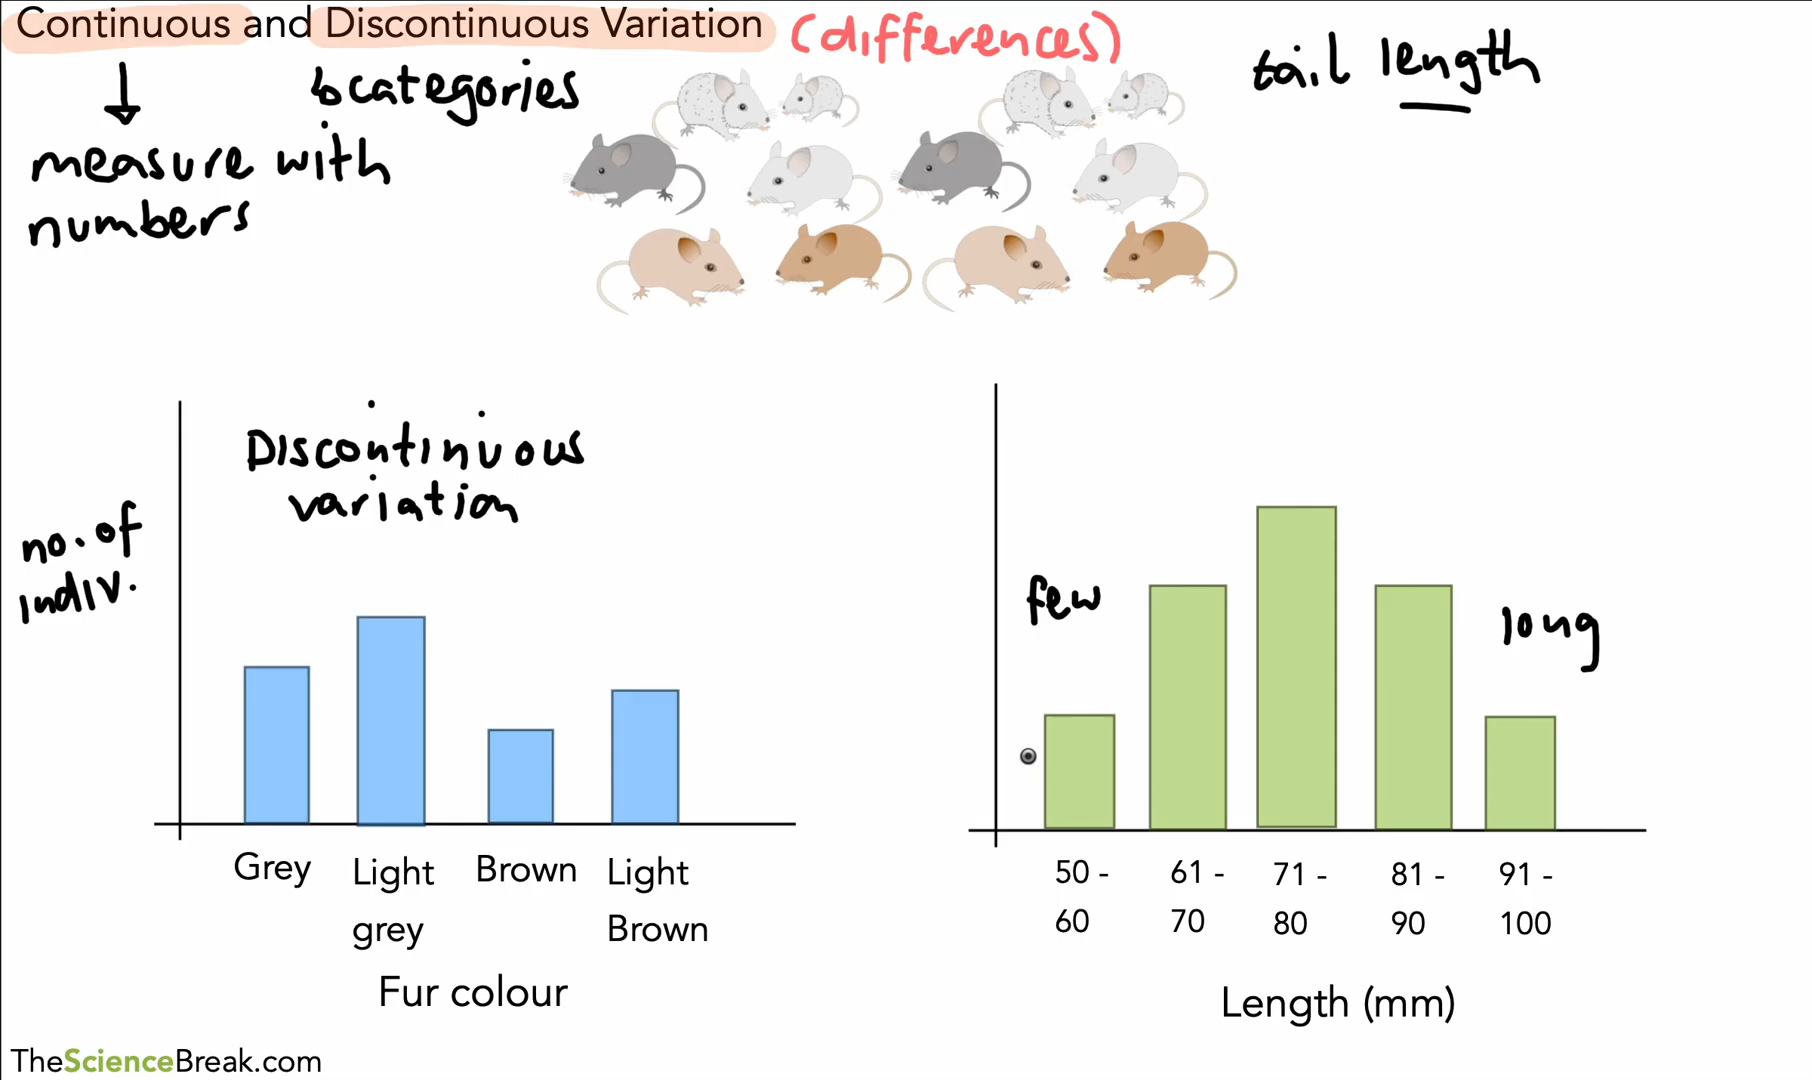 Continuous and Discontinuous Variation (differences)
categories
measure with
numbers
tail length
Discontinuous
variation
no. of
indiv.
Grey
Light
grey
Brown
Light
Brown
Fur colour
few
long
50 -
60
61 -
70
71 -
80
81 -
90
91 -
100
Length (mm)
TheScienceBreak.com